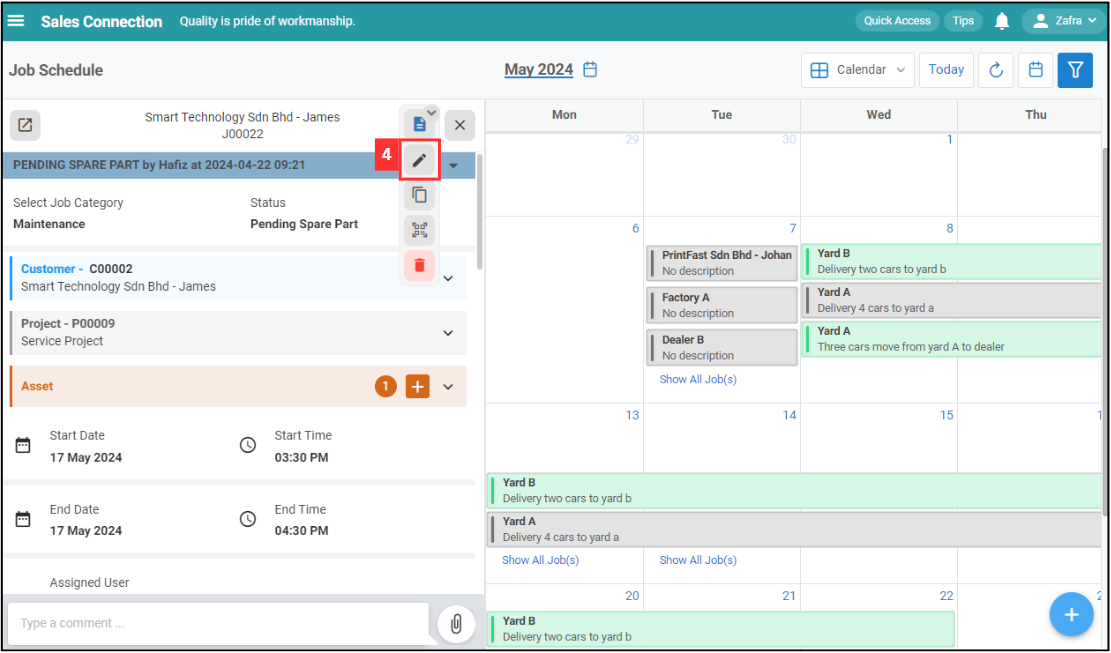 Sales Connection Quality is pride of workmanship. Quick Access Tips Zafra
Job Schedule
May 2024
Calendar Today
Smart Technology Sdn Bhd - James
J00022
4
PENDING SPARE PART by Hafiz at 2024-04-22 09:21
Select Job Category Status
Maintenance Pending Spare Part
Customer - C00002
Smart Technology Sdn Bhd - James
Project - P00009
Service Project
Asset 1
Start Date Start Time
17 May 2024 03:30 PM
End Date End Time
17 May 2024 04:30 PM
Assigned User
Type a comment ...
Mon Tue Wed Thu
29 30 1
6 7 8
PrintFast Sdn Bhd - Johan
No description
Factory A
No description
Dealer B
No description
Show All Job(s)
Yard B
Delivery two cars to yard b
Yard A
Delivery 4 cars to yard a
Yard A
Three cars move from yard A to dealer
13 14 15 1
Yard B
Delivery two cars to yard b
Yard A
Delivery 4 cars to yard a
Show All Job(s) Show All Job(s)
20 21 22 2
Yard B
Delivery two cars to yard b